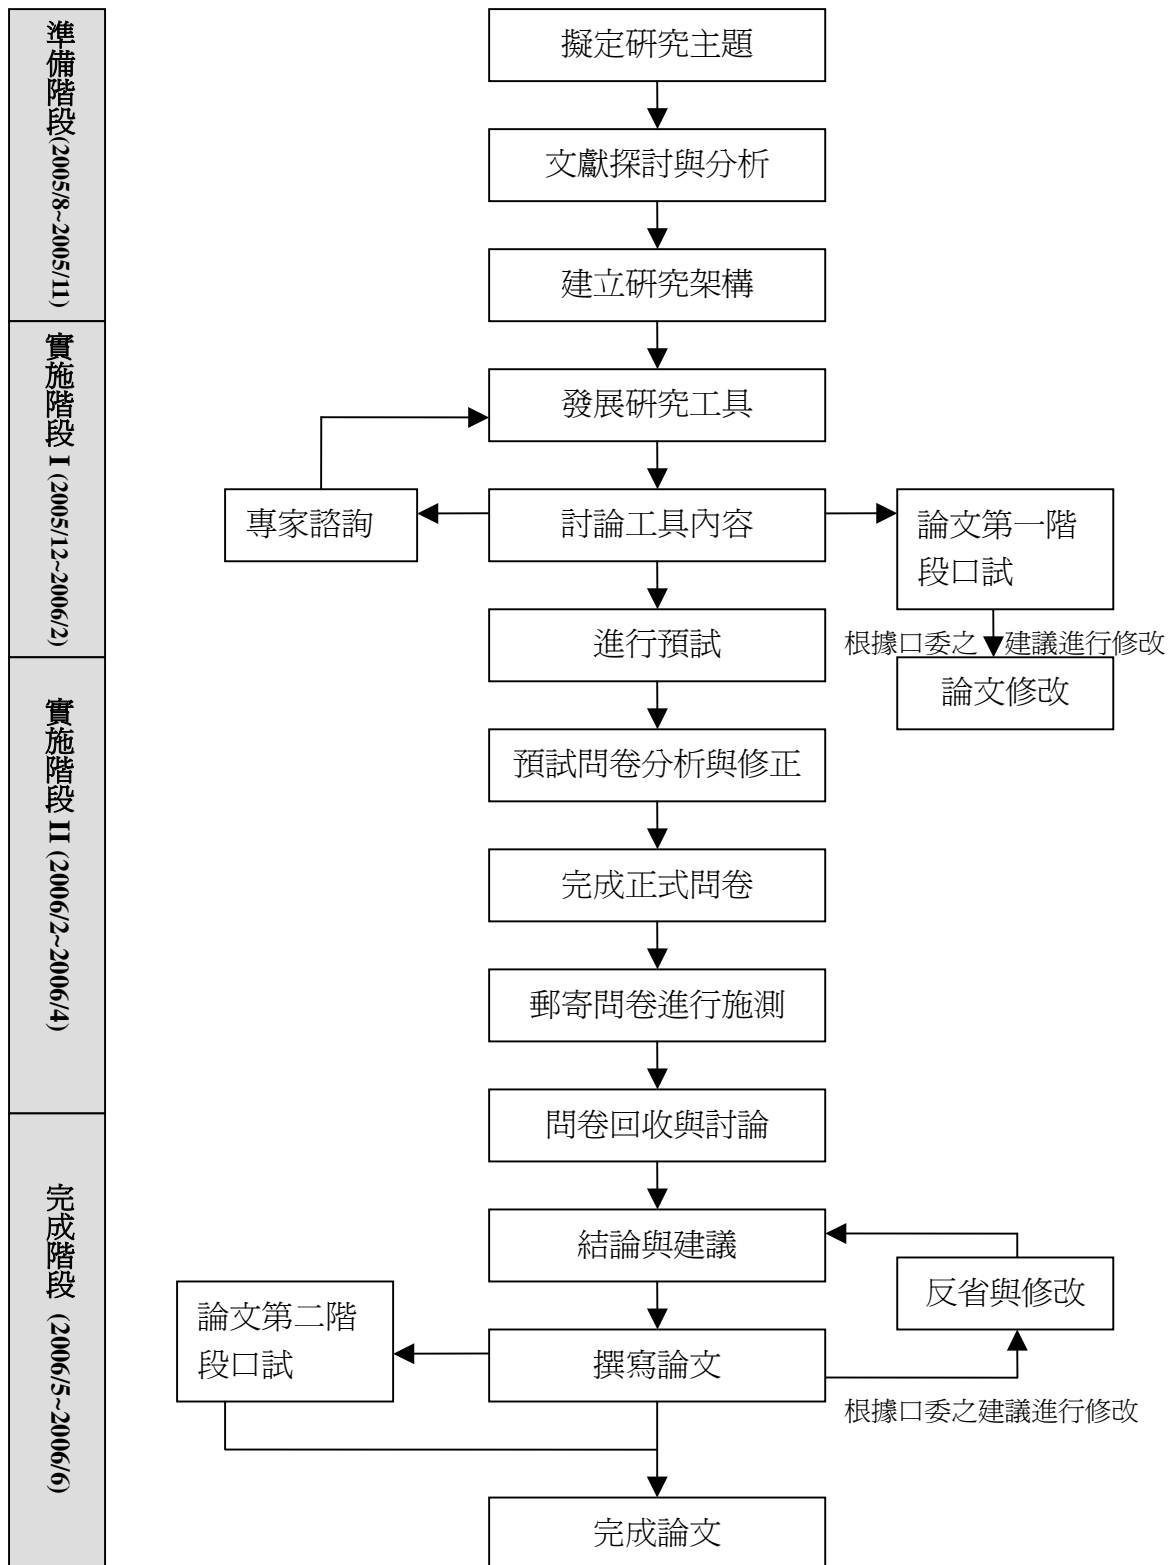 準備階段(2005/8~2005/11)
實施階段 I (2005/12~2006/2)
實施階段 II (2006/2~2006/4)
完成階段 (2006/5~2006/6)
擬定研究主題
文獻探討與分析
建立研究架構
發展研究工具
專家諮詢
討論工具內容
論文第一階
段口試
進行預試
根據口委之 建議進行修改
論文修改
預試問卷分析與修正
完成正式問卷
郵寄問卷進行施測
問卷回收與討論
結論與建議
反省與修改
論文第二階
段口試
撰寫論文
根據口委之建議進行修改
完成論文